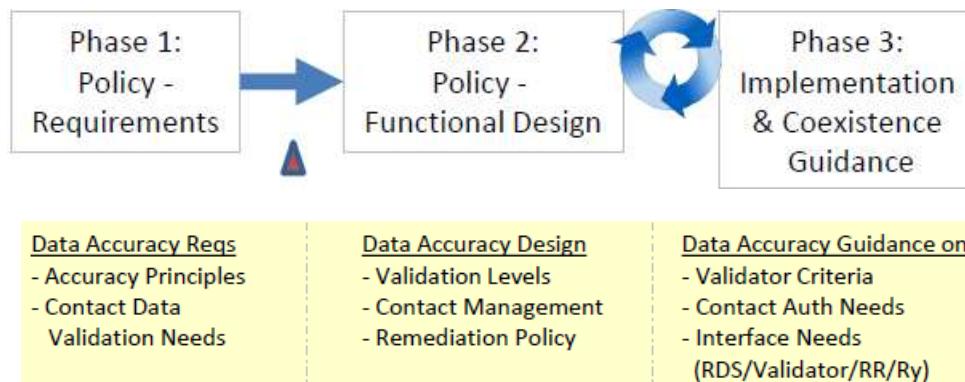 Phase 1:
Policy -
Requirements
Phase 2:
Policy -
Functional Design
Phase 3:
Implementation
& Coexistence
Guidance
Data Accuracy Reqs
- Accuracy Principles
- Contact Data
Validation Needs
Data Accuracy Design
- Validation Levels
- Contact Management
- Remediation Policy
Data Accuracy Guidance on
- Validator Criteria
- Contact Auth Needs
- Interface Needs
(RDS/Validator/RR/Ry)